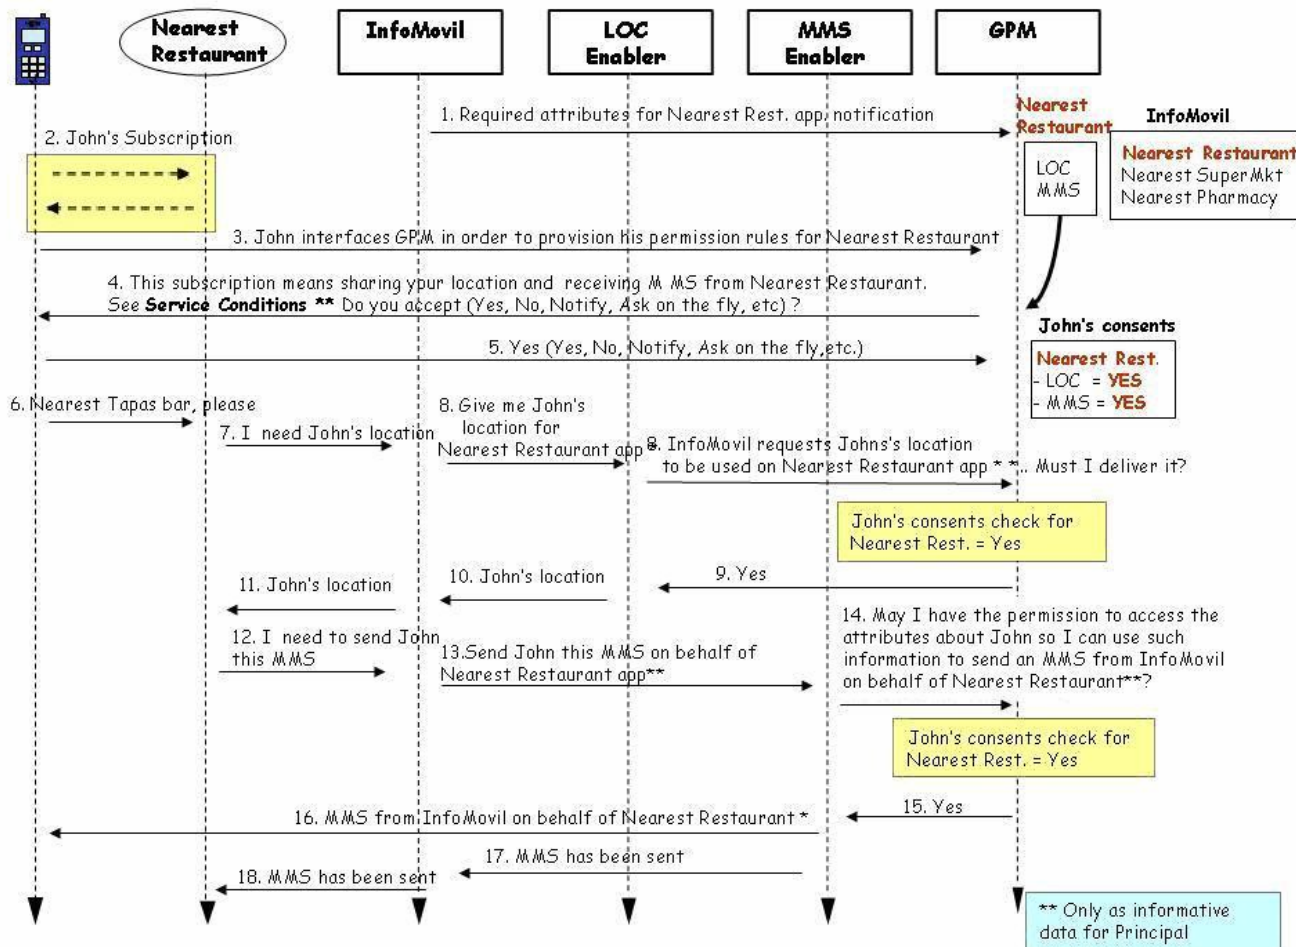 Nearest
Restaurant
InfoMovil
LOC
Enabler
MMS
Enabler
GPM
1. Required attributes for Nearest Rest. app. notification
Nearest
Restaurant
LOC
MMS
InfoMovil
Nearest Restaurant
Nearest SuperMkt
Nearest Pharmacy
2. John's Subscription
3. John interfaces GPM in order to provision his permission rules for Nearest Restaurant
4. This subscription means sharing ypur location and receiving MMS from Nearest Restaurant.
See Service Conditions ** Do you accept (Yes, No, Notify, Ask on the fly, etc) ?
John's consents
Nearest Rest.
- LOC = YES
- MMS = YES
5. Yes (Yes, No, Notify, Ask on the fly,etc.)
6. Nearest Tapas bar, please
7. I need John's location
8. Give me John's
location for
Nearest Restaurant app *
8. InfoMovil requests Johns's location
to be used on Nearest Restaurant app * *.. Must I deliver it?
John's consents check for
Nearest Rest. = Yes
9. Yes
10. John's location
11. John's location
12. I need to send John
this MMS
13.Send John this MMS on behalf of
Nearest Restaurant app**
14. May I have the permission to access the
attributes about John so I can use such
information to send an MMS from InfoMovil
on behalf of Nearest Restaurant**?
John's consents check for
Nearest Rest. = Yes
15. Yes
16. MMS from InfoMovil on behalf of Nearest Restaurant *
17. MMS has been sent
18. MMS has been sent
** Only as informative
data for Principal